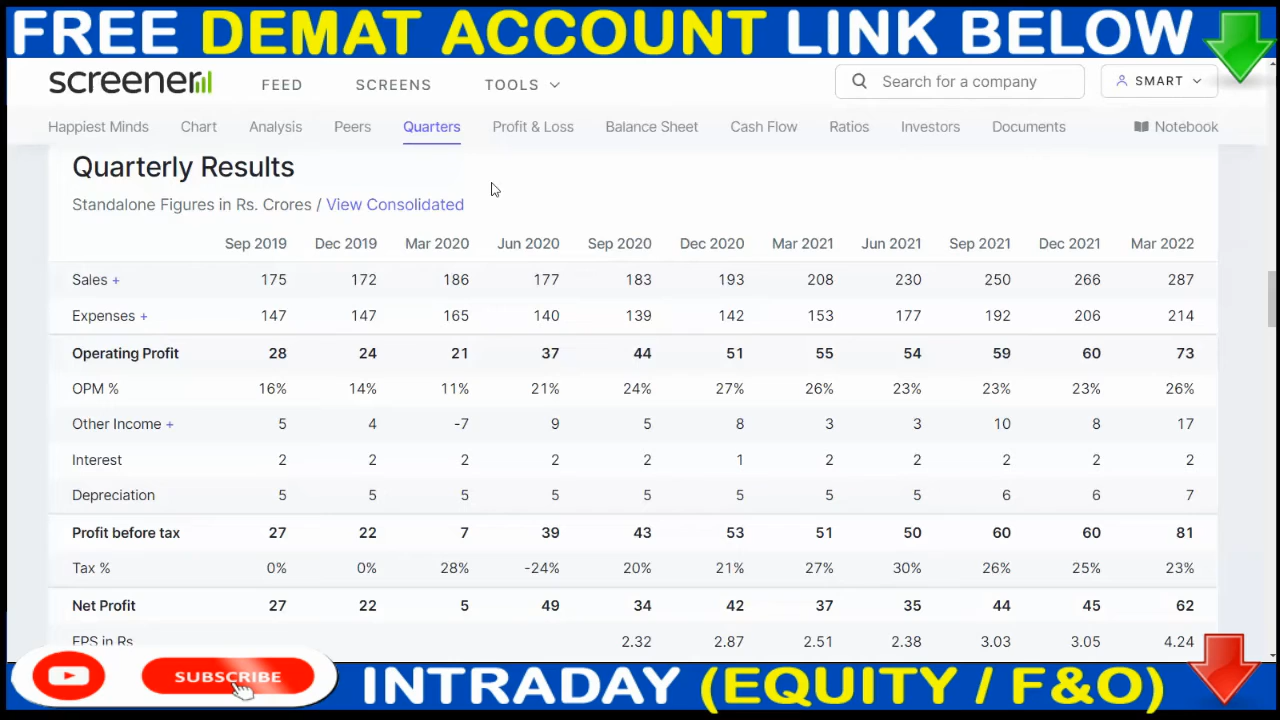 FREE DEMAT ACCOUNT LINK BELOW
screener FEED SCREENS TOOLS Search for a company SMART
Happiest Minds Chart Analysis Peers Quarters Profit & Loss Balance Sheet Cash Flow Ratios Investors Documents Notebook
Quarterly Results
Standalone Figures in Rs. Crores / View Consolidated
Sep 2019 Dec 2019 Mar 2020 Jun 2020 Sep 2020 Dec 2020 Mar 2021 Jun 2021 Sep 2021 Dec 2021 Mar 2022
Sales + 175 172 186 177 183 193 208 230 250 266 287
Expenses + 147 147 165 140 139 142 153 177 192 206 214
Operating Profit 28 24 21 37 44 51 55 54 59 60 73
OPM % 16% 14% 11% 21% 24% 27% 26% 23% 23% 23% 26%
Other Income + 5 4 -7 9 5 8 3 3 10 8 17
Interest 2 2 2 2 2 1 2 2 2 2 2
Depreciation 5 5 5 5 5 5 5 5 6 6 7
Profit before tax 27 22 7 39 43 53 51 50 60 60 81
Tax % 0% 0% 28% -24% 20% 21% 27% 30% 26% 25% 23%
Net Profit 27 22 5 49 34 42 37 35 44 45 62
EPS in Rs 2.32 2.87 2.51 2.38 3.03 3.05 4.24
SUBSCRIBE
INTRADAY (EQUITY / F&O)